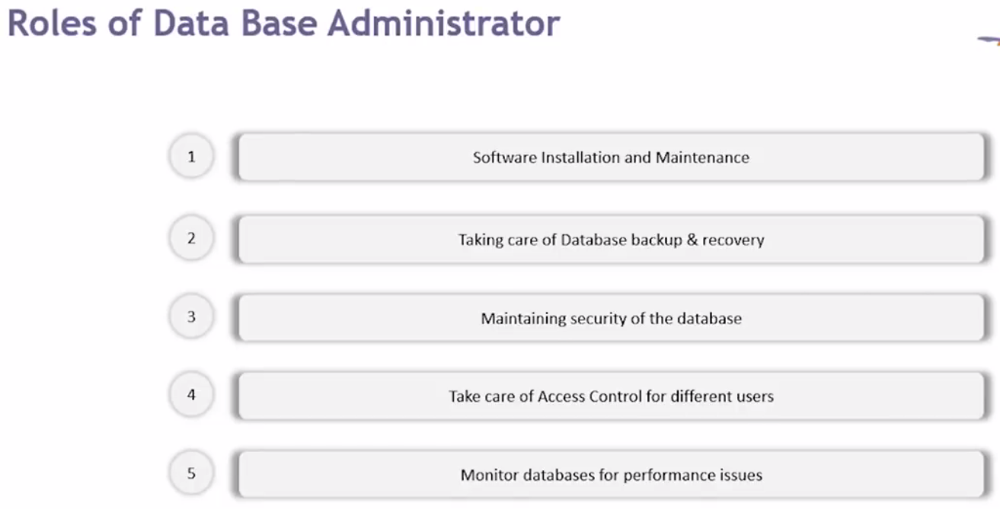 Roles of Data Base Administrator
1
Software Installation and Maintenance
2
Taking care of Database backup & recovery
3
Maintaining security of the database
4
Take care of Access Control for different users
5
Monitor databases for performance issues